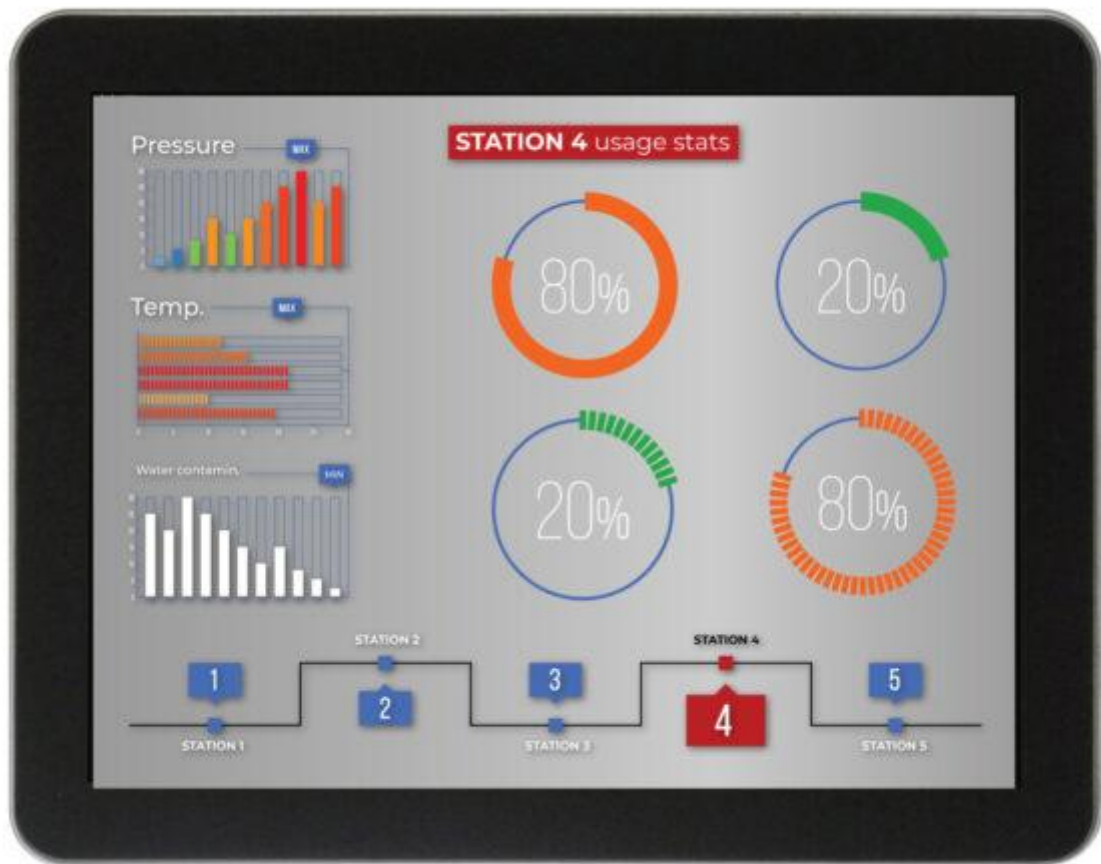 STATION 4 usage stats
Pressure
MAX
80%
20%
Temp.
MAX
Water contamin.
MIN
20%
80%
STATION 2
STATION 4
1
3
5
2
4
STATION 1
STATION 3
STATION 5